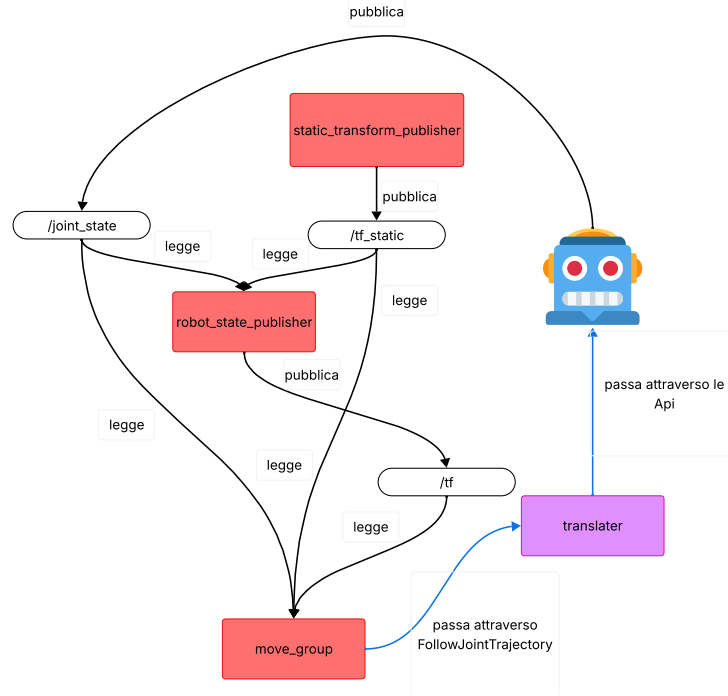 pubblica
static_transform_publisher
pubblica
/joint_state
/tf_static
legge
legge
legge
robot_state_publisher
pubblica
passa attraverso le
Api
legge
legge
/tf
legge
translater
passa attraverso
FollowJointTrajectory
move_group